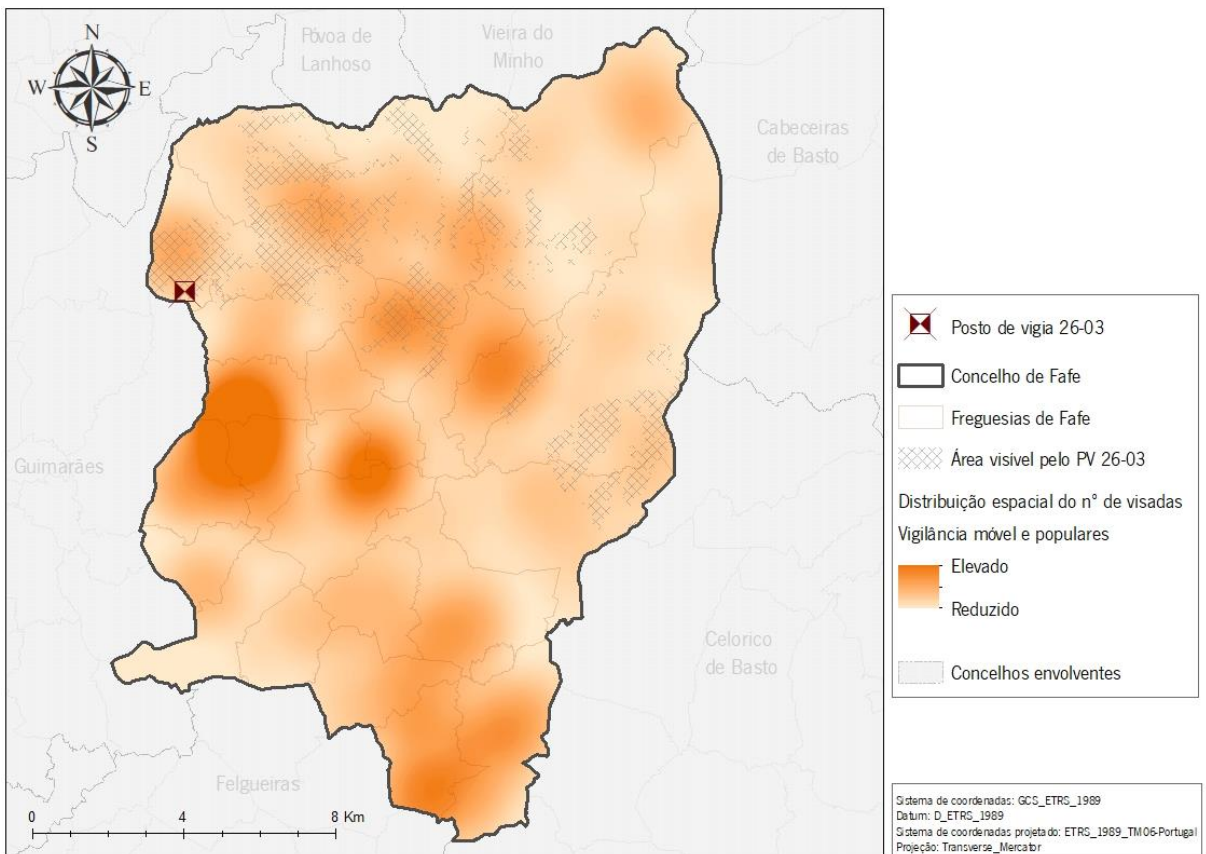 N
W
E
S
Póvoa de
Lanhoso
Vieira do
Minho
Cabeceiras
de Basto
Guimarães
Celorico
de Basto
Felgueiras
0 4 8 Km
Posto de vigia 26-03
Concelho de Fafe
Freguesias de Fafe
Área visível pelo PV 26-03
Distribuição espacial do n° de visadas
Vigilância móvel e populares
Elevado
Reduzido
Concelhos envolventes
Sistema de coordenadas: GCS_ETRS_1989
Datum: D_ETRS_1989
Sistema de coordenadas projetado: ETRS_1989_TM06-Portugal
Projeção: Transverse_Mercator